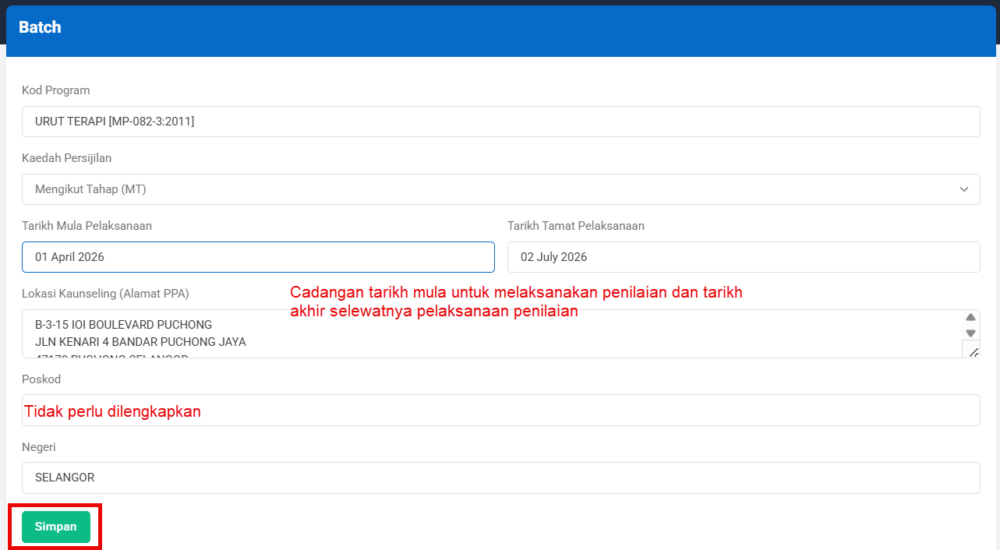 Batch
Kod Program
URUT TERAPI [MP-082-3:2011]
Kaedah Persijilan
Mengikut Tahap (MT)
Tarikh Mula Pelaksanaan
Tarikh Tamat Pelaksanaan
01 April 2026
02 July 2026
Lokasi Kaunseling (Alamat PPA)
Cadangan tarikh mula untuk melaksanakan penilaian dan tarikh
akhir selewatnya pelaksanaan penilaian
B-3-15 IOI BOULEVARD PUCHONG
JLN KENARI 4 BANDAR PUCHONG JAYA
Poskod
Tidak perlu dilengkapkan
Negeri
SELANGOR
Simpan